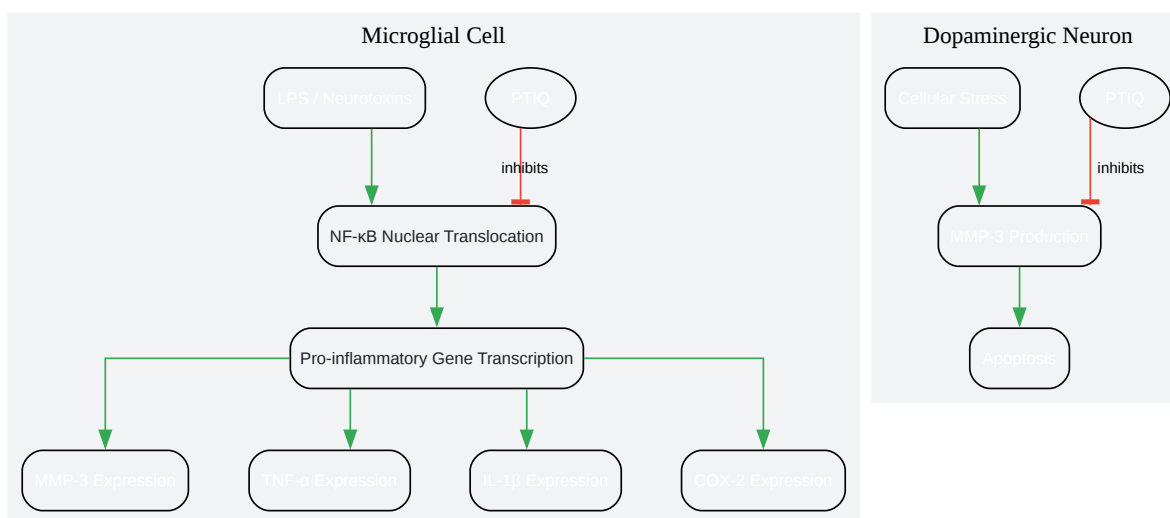 Microglial Cell
Dopaminergic Neuron
LPS / Neurotoxins
PTIQ
Cellular Stress
PTIQ
inhibits
inhibits
NF-κB Nuclear Translocation
MMP-3 Production
Pro-inflammatory Gene Transcription
Apoptosis
MMP-3 Expression
TNF-α Expression
IL-1β Expression
COX-2 Expression